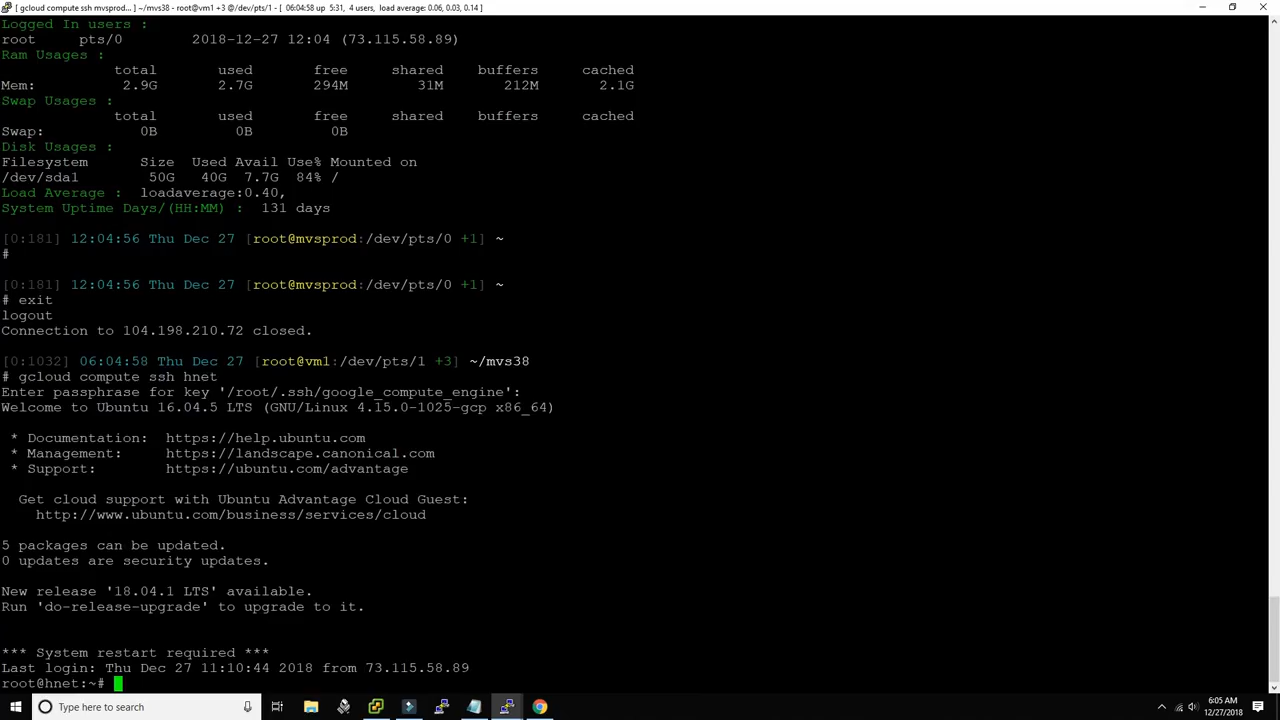 [ gcloud compute ssh mvsprod... ] ~/mvs38 - root@vm1 +3 @/dev/pts/1 - [ 06:04:58 up 5:31, 4 users, load average: 0.06, 0.03, 0.14 ]
Logged In users :
root pts/0 2018-12-27 12:04 (73.115.58.89)
Ram Usages :
total used free shared buffers cached
Mem: 2.9G 2.7G 294M 31M 212M 2.1G
Swap Usages :
total used free shared buffers cached
Swap: 0B 0B 0B
Disk Usages :
Filesystem Size Used Avail Use% Mounted on
/dev/sda1 50G 40G 7.7G 84% /
Load Average : loadaverage:0.40,
System Uptime Days/(HH:MM) : 131 days
[0:181] 12:04:56 Thu Dec 27 [root@mvsprod:/dev/pts/0 +1] ~
#
[0:181] 12:04:56 Thu Dec 27 [root@mvsprod:/dev/pts/0 +1] ~
# exit
logout
Connection to 104.198.210.72 closed.
[0:1032] 06:04:58 Thu Dec 27 [root@vm1:/dev/pts/1 +3] ~/mvs38
# gcloud compute ssh hnet
Enter passphrase for key '/root/.ssh/google_compute_engine':
Welcome to Ubuntu 16.04.5 LTS (GNU/Linux 4.15.0-1025-gcp x86_64)
* Documentation: https://help.ubuntu.com
* Management: https://landscape.canonical.com
* Support: https://ubuntu.com/advantage
Get cloud support with Ubuntu Advantage Cloud Guest:
http://www.ubuntu.com/business/services/cloud
5 packages can be updated.
0 updates are security updates.
New release '18.04.1 LTS' available.
Run 'do-release-upgrade' to upgrade to it.
*** System restart required ***
Last login: Thu Dec 27 11:10:44 2018 from 73.115.58.89
root@hnet:~#
Type here to search
6:05 AM
12/27/2018